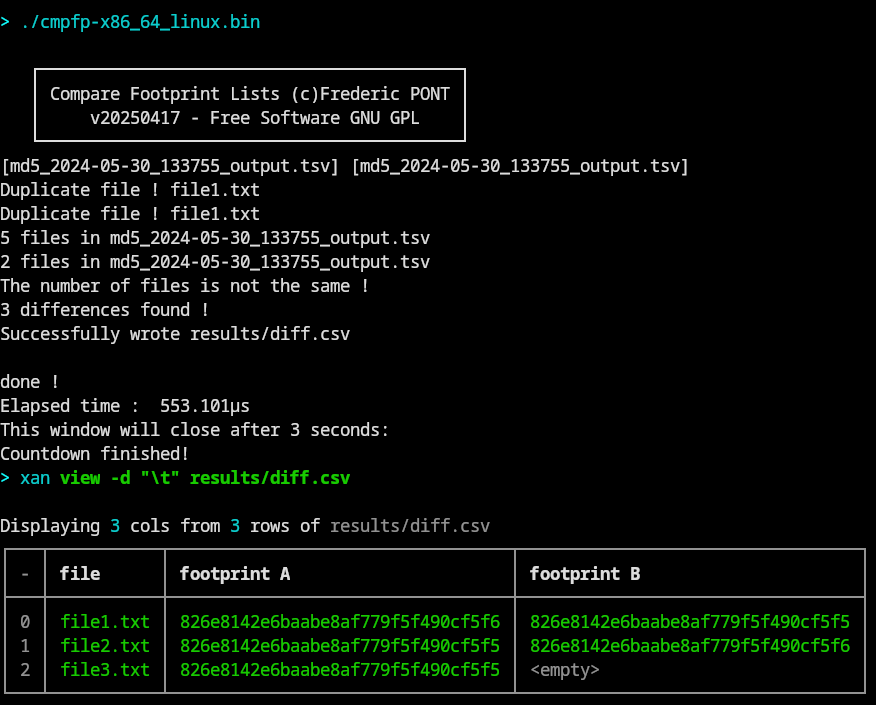 > ./cmpfp-x86_64_linux.bin
Compare Footprint Lists (c)Frederic PONT
v20250417 - Free Software GNU GPL
[md5_2024-05-30_133755_output.tsv] [md5_2024-05-30_133755_output.tsv]
Duplicate file ! file1.txt
Duplicate file ! file1.txt
5 files in md5_2024-05-30_133755_output.tsv
2 files in md5_2024-05-30_133755_output.tsv
The number of files is not the same !
3 differences found !
Successfully wrote results/diff.csv
done !
Elapsed time :  553.101µs
This window will close after 3 seconds:
Countdown finished!
> xan view -d "\t" results/diff.csv
Displaying 3 cols from 3 rows of results/diff.csv
- file footprint A footprint B
0 file1.txt 826e8142e6baabe8af779f5f490cf5f6 826e8142e6baabe8af779f5f490cf5f5
1 file2.txt 826e8142e6baabe8af779f5f490cf5f5 826e8142e6baabe8af779f5f490cf5f6
2 file3.txt 826e8142e6baabe8af779f5f490cf5f5 <empty>